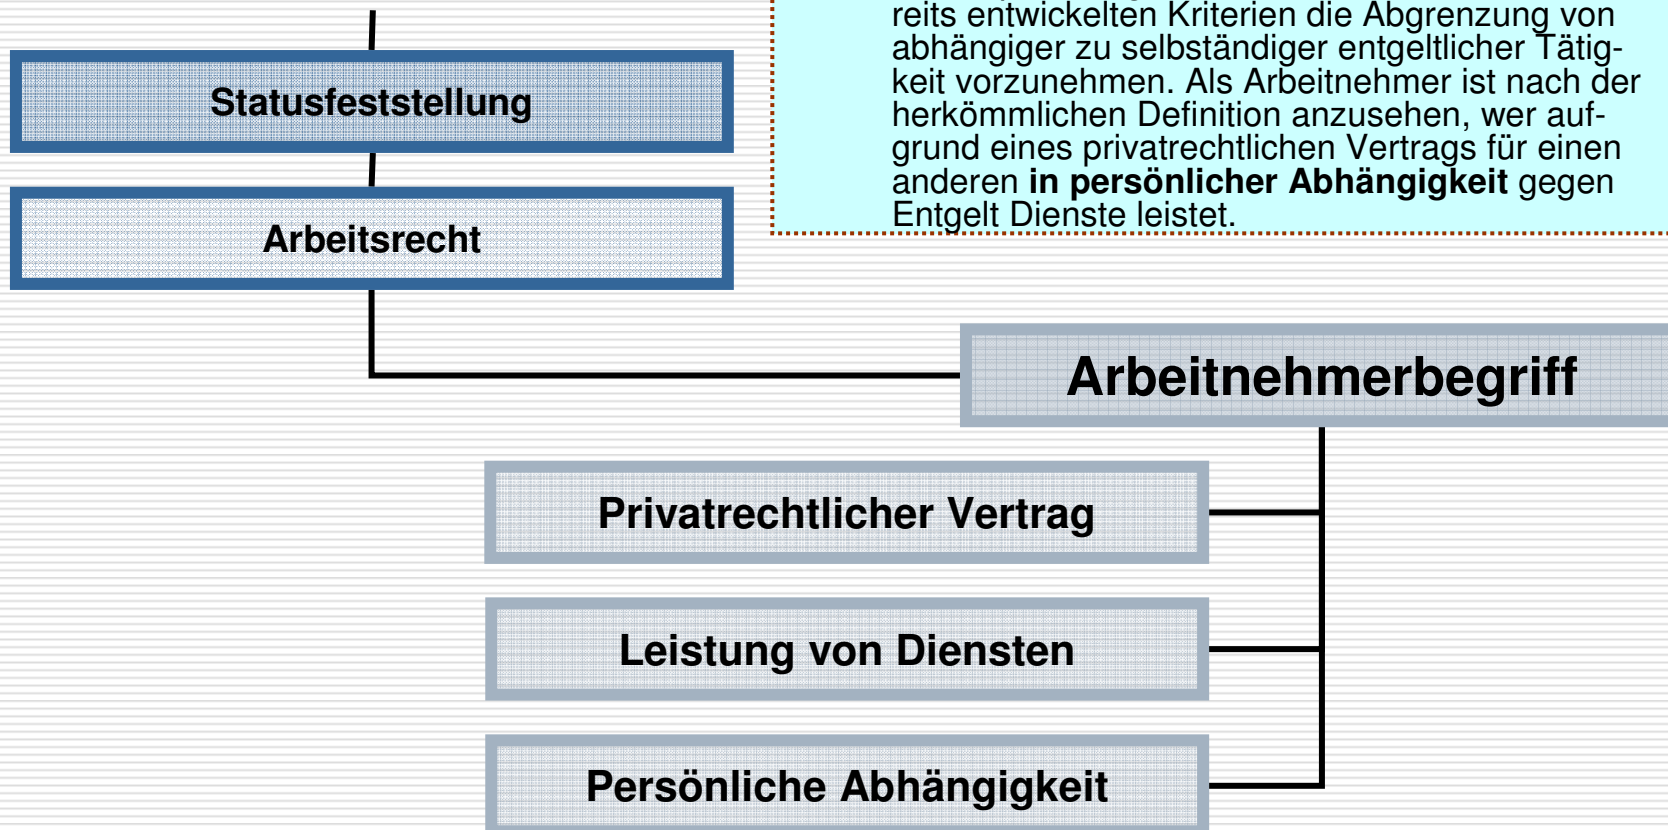 reits entwickelten Kriterien die Abgrenzung von
abhängiger zu selbständiger entgeltlicher Tätig-
keit vorzunehmen. Als Arbeitnehmer ist nach der
herkömmlichen Definition anzusehen, wer auf-
grund eines privatrechtlichen Vertrags für einen
anderen in persönlicher Abhängigkeit gegen
Entgelt Dienste leistet.
Statusfeststellung
Arbeitsrecht
Arbeitnehmerbegriff
Privatrechtlicher Vertrag
Leistung von Diensten
Persönliche Abhängigkeit